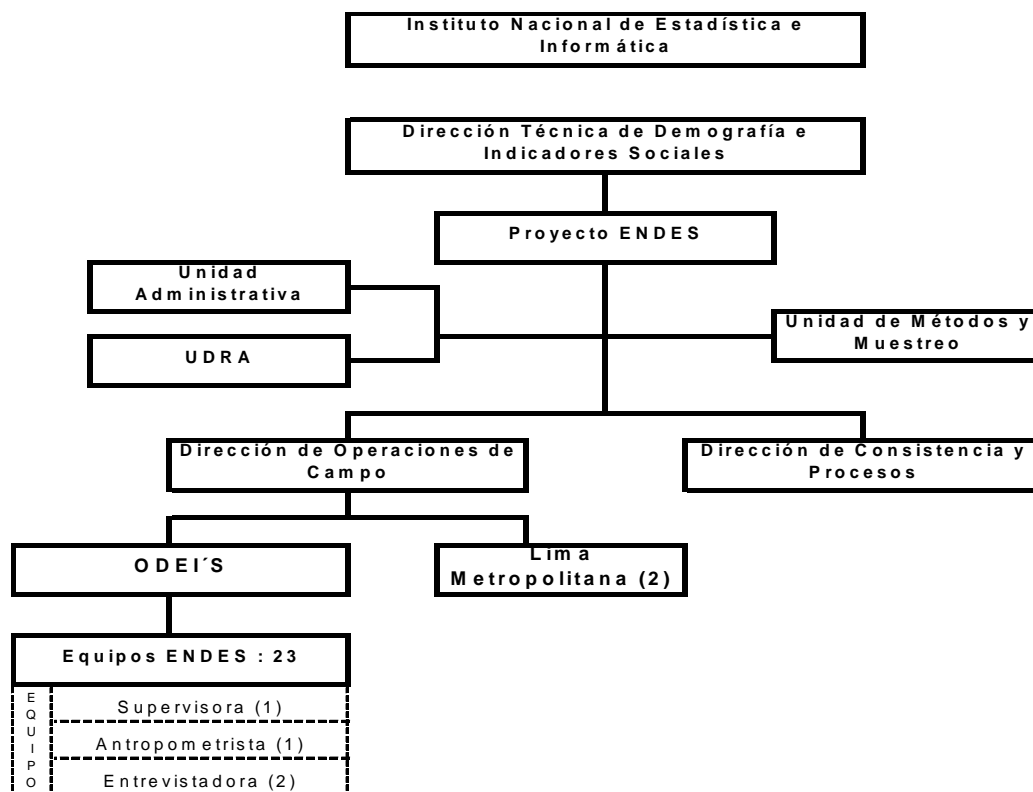 Instituto Nacional de Estadística e
Informática
Dirección Técnica de Demografía e
Indicadores Sociales
Proyecto ENDES
Unidad
Administrativa
UDRA
Unidad de Métodos y
Muestreo
Dirección de Operaciones de
Campo
Dirección de Consistencia y
Procesos
ODEI´S
Lima
Metropolitana (2)
Equipos ENDES : 23
EQUIPO
Supervisora (1)
Antropometrista (1)
Entrevistadora (2)